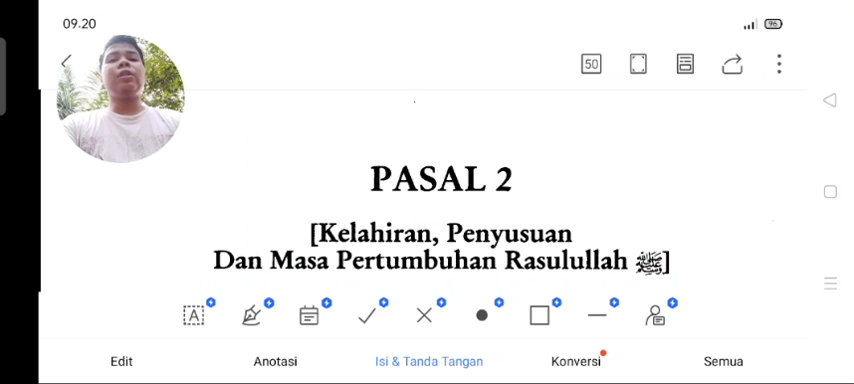 09.20
96
50
PASAL 2
[Kelahiran, Penyusuan
Dan Masa Pertumbuhan Rasulullah ﷺ]
A
Edit
Anotasi
Isi & Tanda Tangan
Konversi
Semua